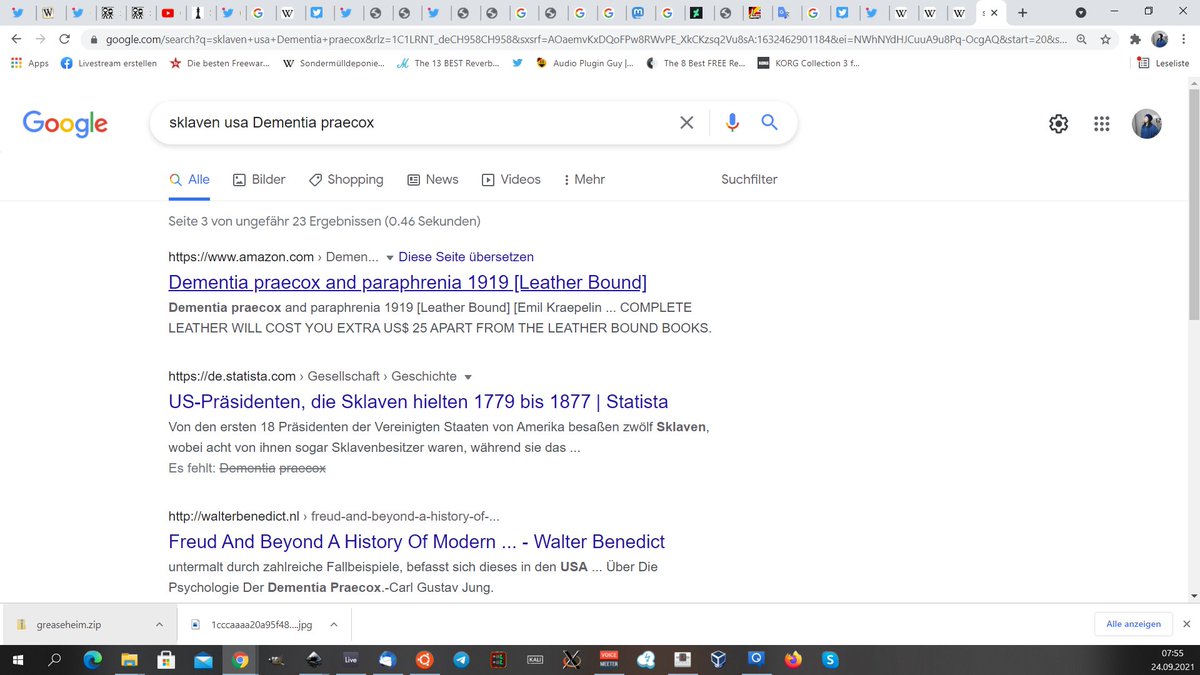 google.com/search?q=sklaven+usa+Dementia+praecox&rlz=1C1LRNT_deCH958CH958&sxsrf=AOaemvKxDQoFPw8RWvPE_XkCKzsq2Vu8sA:1632462901184&ei=NWhNYdHJCuuA9u8Pq-OcgAQ&start=20&s...
Apps Livestream erstellen Die besten Freewar... Sondermülldeponie... The 13 BEST Reverb... Audio Plugin Guy |... The 8 Best FREE Re... KORG Collection 3 f... Leseliste
Google
sklaven usa Dementia praecox
Alle Bilder Shopping News Videos Mehr Suchfilter
Seite 3 von ungefähr 23 Ergebnissen (0.46 Sekunden)
https://www.amazon.com › Demen... Diese Seite übersetzen
Dementia praecox and paraphrenia 1919 [Leather Bound]
Dementia praecox and paraphrenia 1919 [Leather Bound] [Emil Kraepelin ... COMPLETE
LEATHER WILL COST YOU EXTRA US$ 25 APART FROM THE LEATHER BOUND BOOKS.
https://de.statista.com › Gesellschaft › Geschichte
US-Präsidenten, die Sklaven hielten 1779 bis 1877 | Statista
Von den ersten 18 Präsidenten der Vereinigten Staaten von Amerika besaßen zwölf Sklaven,
wobei acht von ihnen sogar Sklavenbesitzer waren, während sie das ...
Es fehlt: Dementia praecox
http://walterbenedict.nl › freud-and-beyond-a-history-of-...
Freud And Beyond A History Of Modern ... - Walter Benedict
untermalt durch zahlreiche Fallbeispiele, befasst sich dieses in den USA ... Über Die
Psychologie Der Dementia Praecox.-Carl Gustav Jung.
greaseheim.zip 1cccaaaa20a95f48....jpg Alle anzeigen
Live KALI VOICE MEETER
07:55
24.09.2021